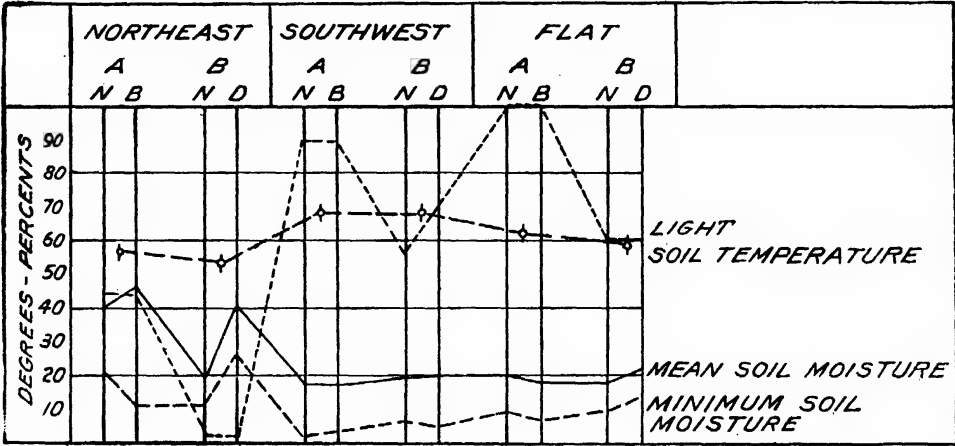 NORTHEAST SOUTHWEST FLAT
A B A B A B
N B N D N B N D N B N D
DEGREES - PERCENTS
90
80
70
60
50
40
30
20
10
LIGHT
SOIL TEMPERATURE
MEAN SOIL MOISTURE
MINIMUM SOIL
MOISTURE